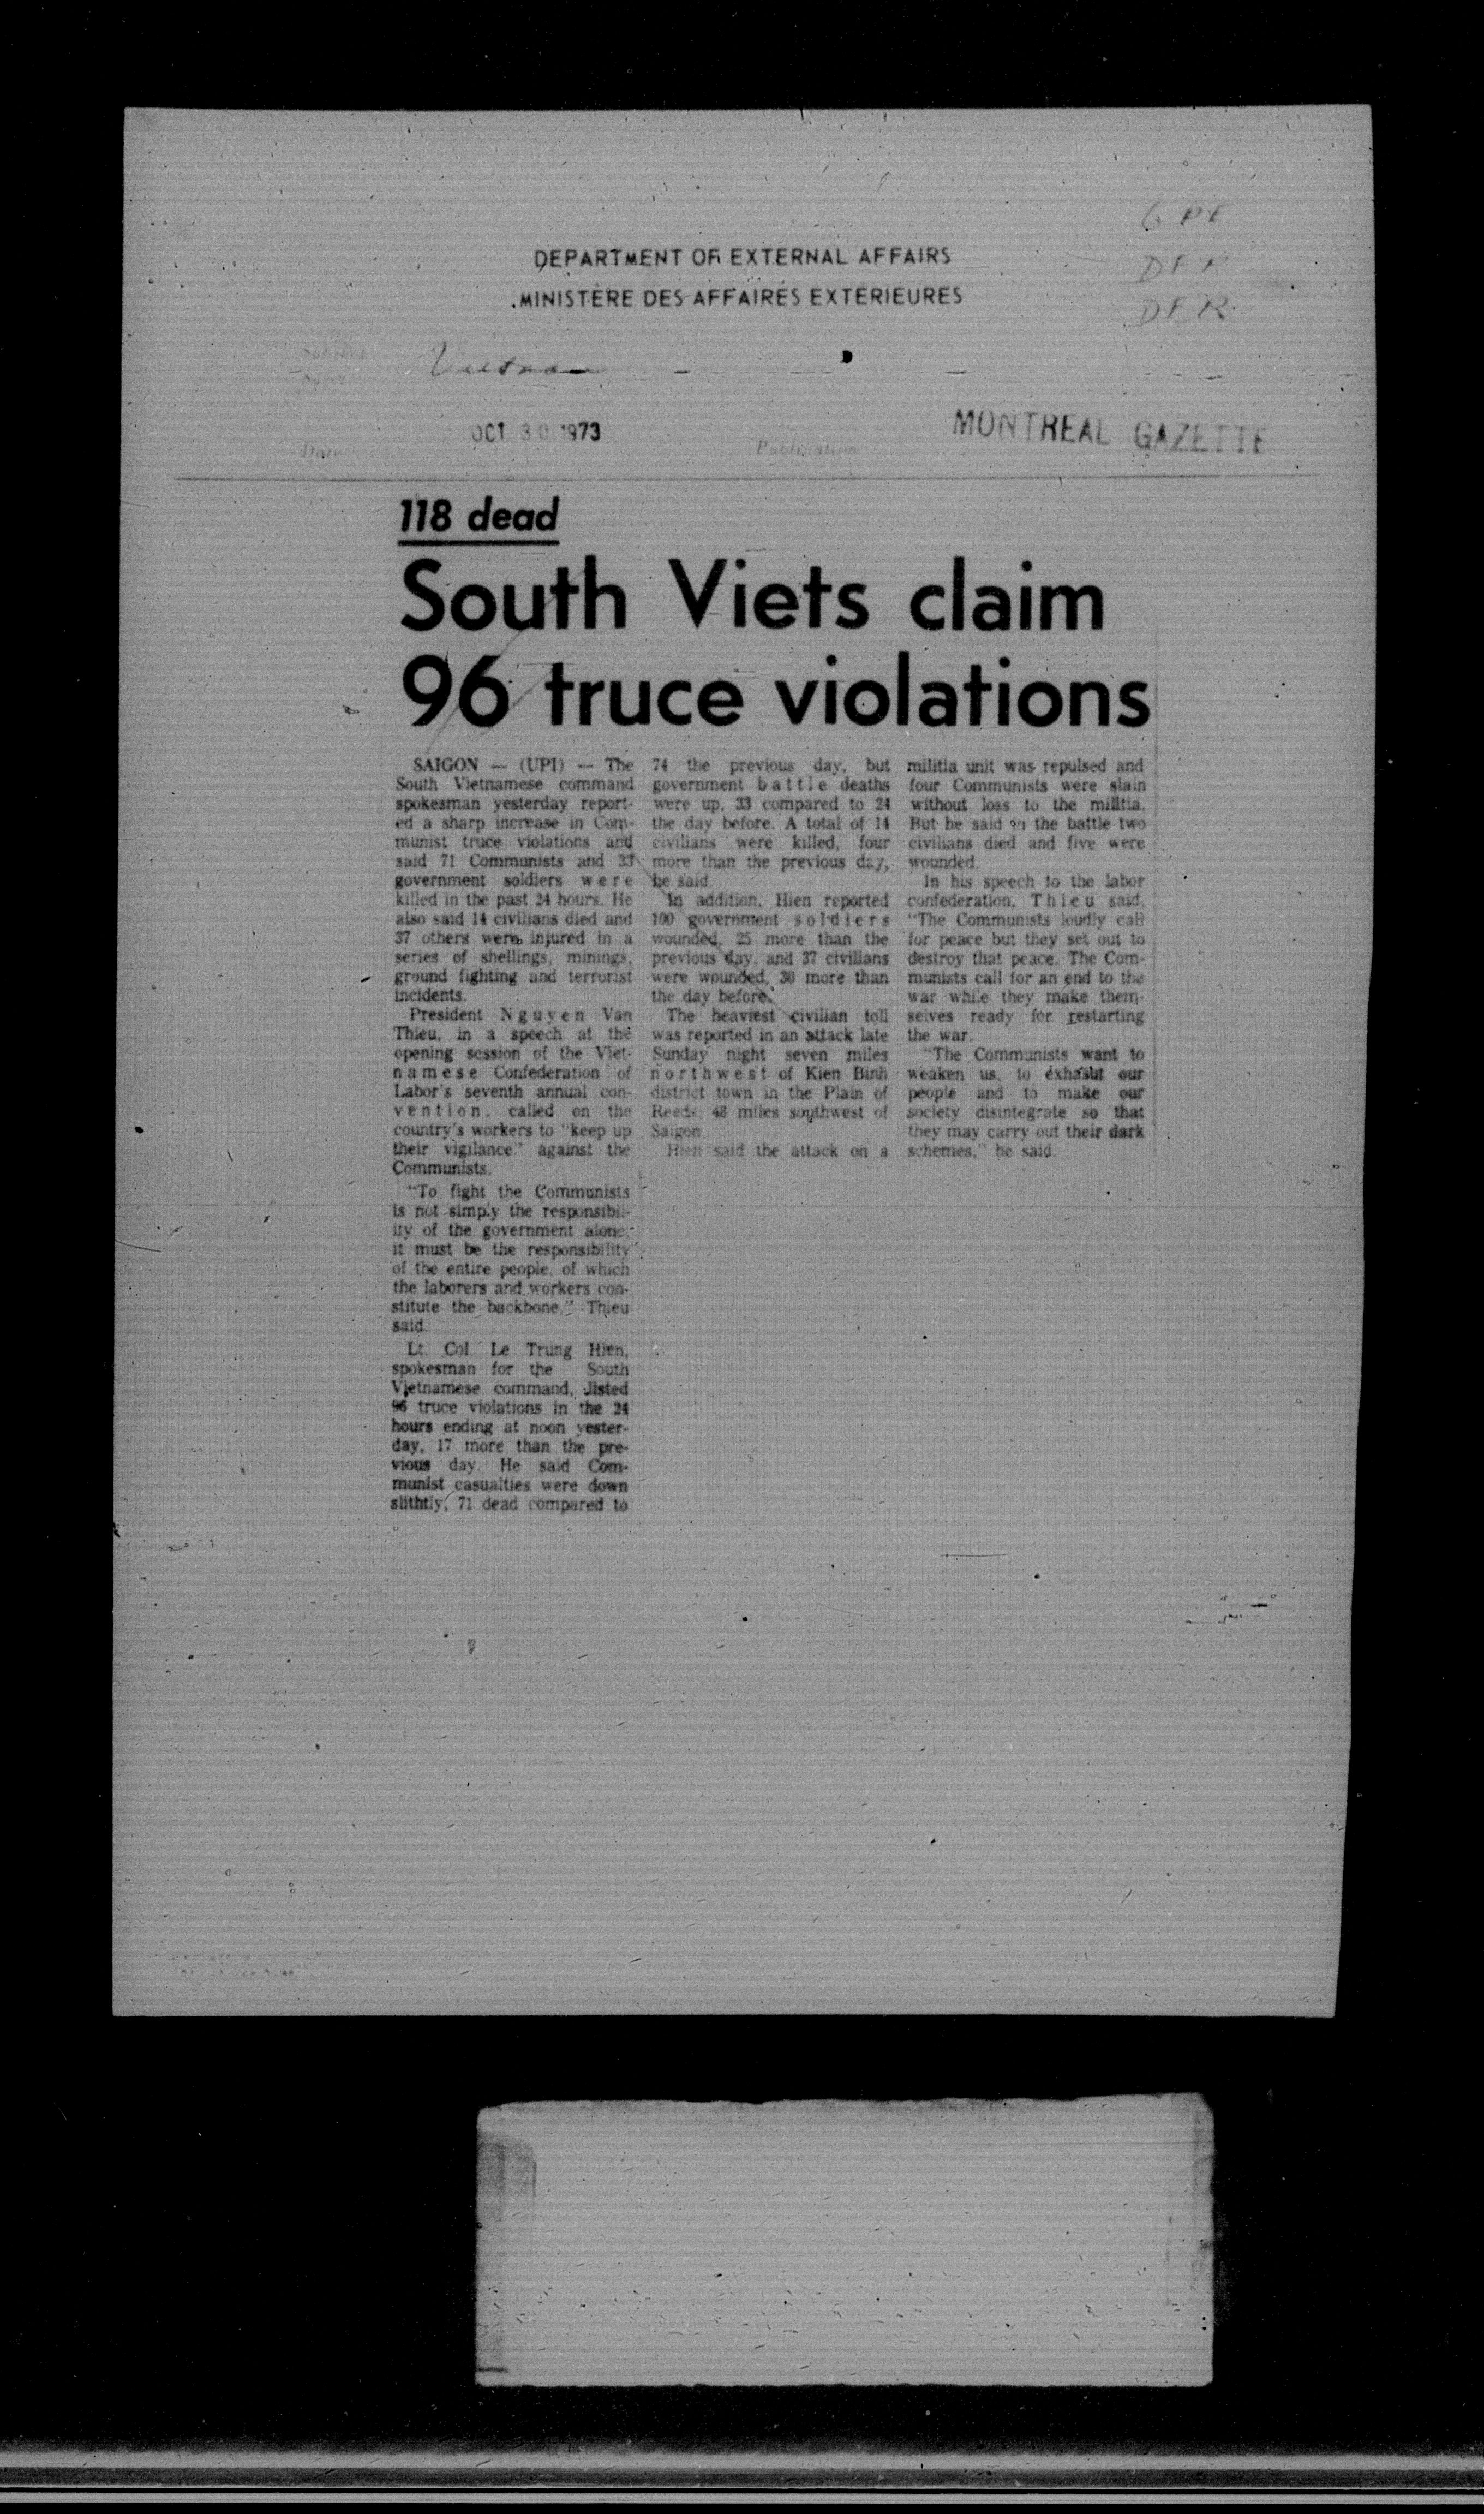 DEPARTMENT OF EXTERNAL AFFAIRS
MINISTÈRE DES AFFAIRES EXTÉRIEURES
Vietnam
OCT 30 1973
Date
Publication
MONTREAL GAZETTE
118 dead
South Viets claim
96 truce violations
SAIGON — (UPI) — The
South Vietnamese command
spokesman yesterday report-
ed a sharp increase in Com-
munist truce violations and
said 71 Communists and 33
government soldiers were
killed in the past 24 hours. He
also said 14 civilians died and
37 others were injured in a
series of shellings, minings,
ground fighting and terrorist
incidents.
President Nguyen Van
Thieu, in a speech at the
opening session of the Viet-
namese Confederation of
Labor's seventh annual con-
vention, called on the
country's workers to "keep up
their vigilance" against the
Communists.
"To fight the Communists
is not simply the responsibil-
ity of the government alone,
it must be the responsibility
of the entire people, of which
the laborers and workers con-
stitute the backbone," Thieu
said.
Lt. Col. Le Trung Hien,
spokesman for the South
Vietnamese command, listed
96 truce violations in the 24
hours ending at noon yester-
day, 17 more than the pre-
vious day. He said Com-
munist casualties were down
slithtly, 71 dead compared to
74 the previous day, but
government battle deaths
were up, 33 compared to 24
the day before. A total of 14
civilians were killed, four
more than the previous day,
he said.
In addition, Hien reported
100 government soldiers
wounded, 25 more than the
previous day, and 37 civilians
were wounded, 30 more than
the day before.
The heaviest civilian toll
was reported in an attack late
Sunday night seven miles
northwest of Kien Binh
district town in the Plain of
Reeds, 48 miles southwest of
Saigon.
Hien said the attack on a
militia unit was repulsed and
four Communists were slain
without loss to the militia.
But he said in the battle two
civilians died and five were
wounded.
In his speech to the labor
confederation, Thieu said,
"The Communists loudly call
for peace but they set out to
destroy that peace. The Com-
munists call for an end to the
war while they make them-
selves ready for restarting
the war.
"The Communists want to
weaken us, to exhasut our
people and to make our
society disintegrate so that
they may carry out their dark
schemes," he said.